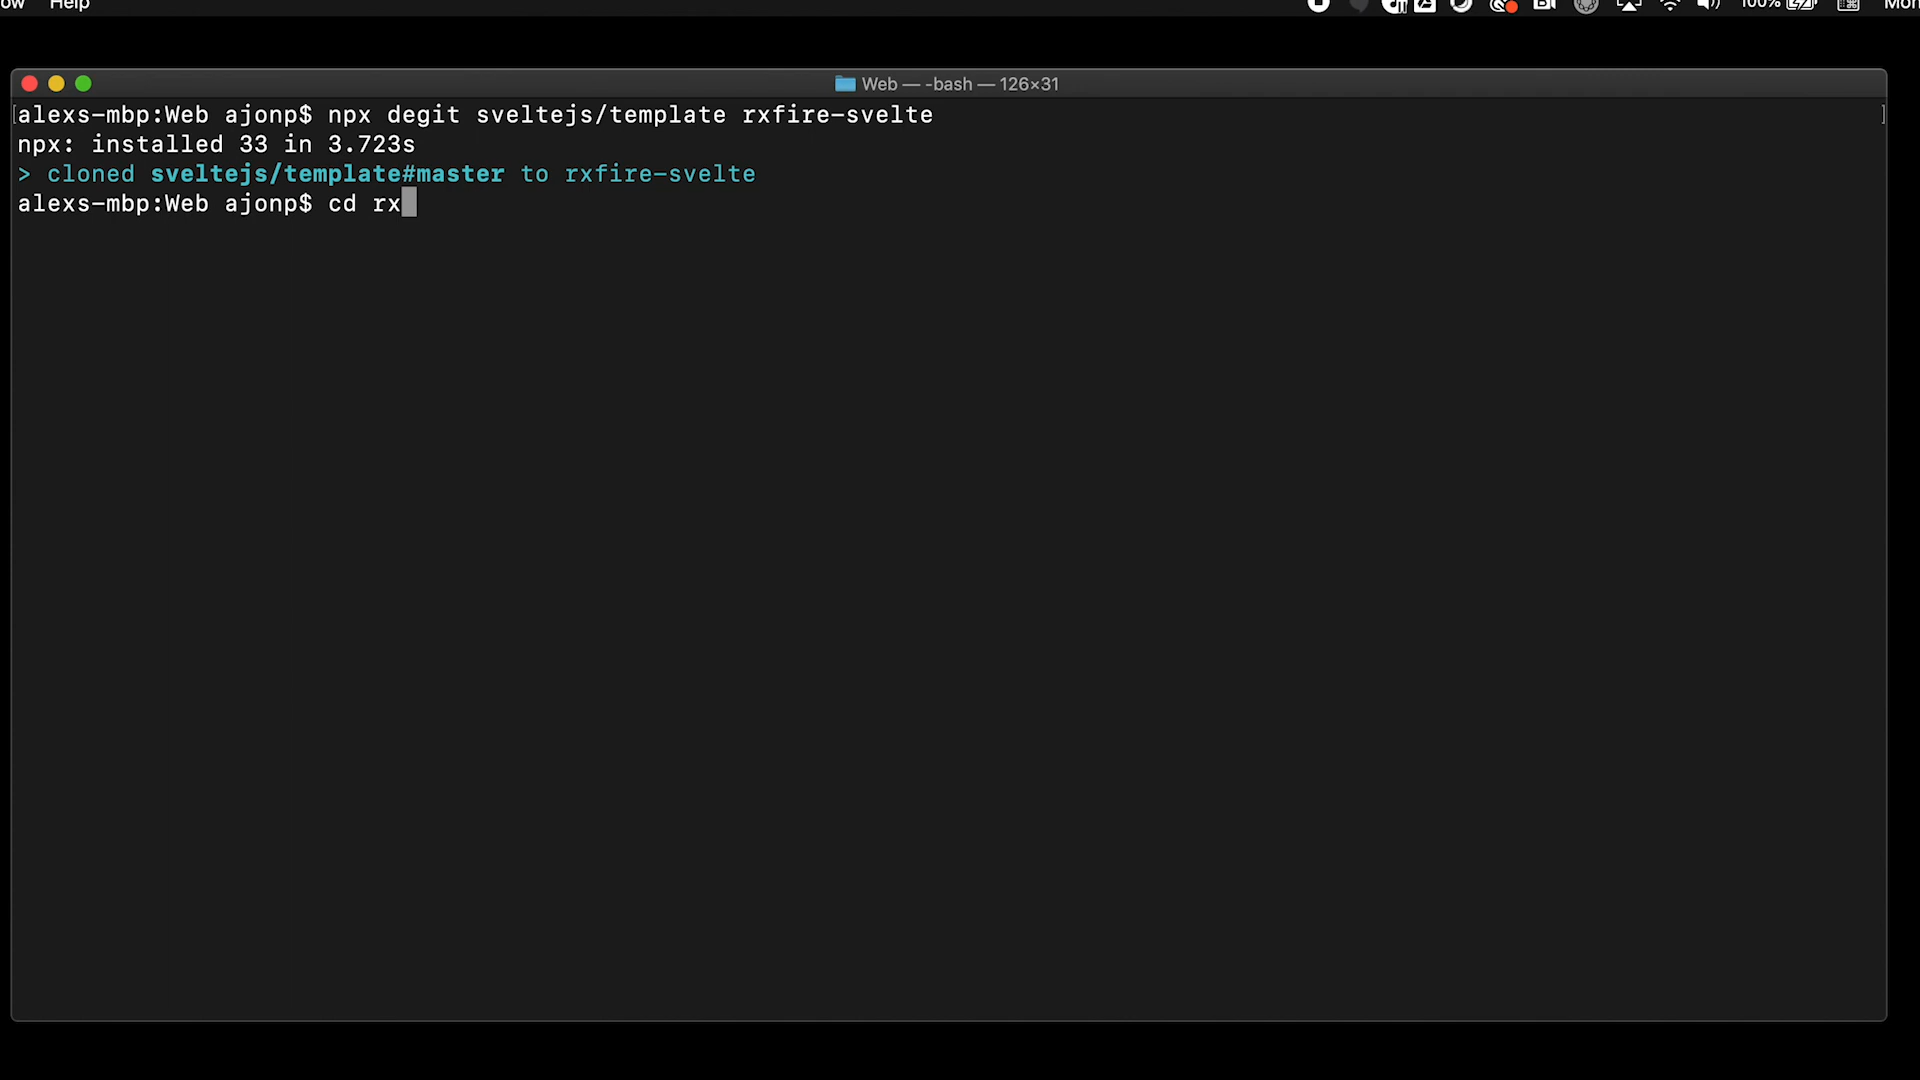 Help
100%
Web — -bash — 126×31
[alexs-mbp:Web ajonp$ npx degit sveltejs/template rxfire-svelte ]
npx: installed 33 in 3.723s
> cloned sveltejs/template#master to rxfire-svelte
alexs-mbp:Web ajonp$ cd rx